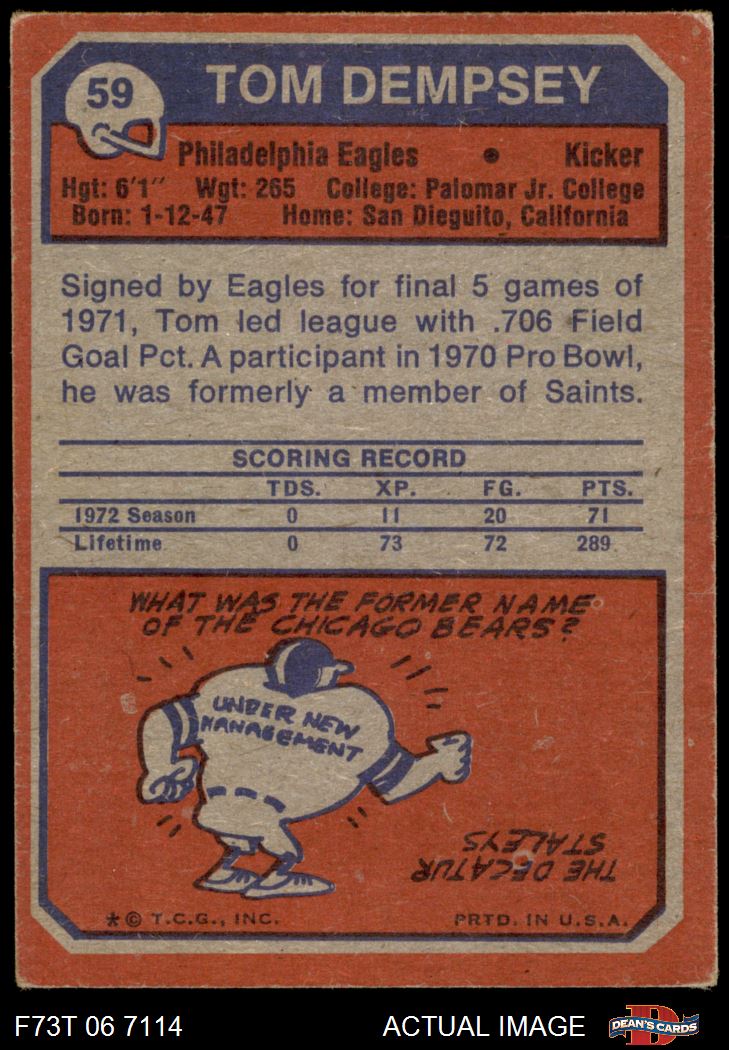 59
TOM DEMPSEY
Philadelphia Eagles • Kicker
Hgt: 6'1" Wgt: 265 College: Palomar Jr. College
Born: 1-12-47 Home: San Dieguito, California
Signed by Eagles for final 5 games of
1971, Tom led league with .706 Field
Goal Pct. A participant in 1970 Pro Bowl,
he was formerly a member of Saints.
SCORING RECORD
TDS. XP. FG. PTS.
1972 Season 0 11 20 71
Lifetime 0 73 72 289
WHAT WAS THE FORMER NAME
OF THE CHICAGO BEARS?
UNDER NEW
MANAGEMENT
THE DECATUR
STALEYS
* © T.C.G., INC. PRTD. IN U.S.A.
F73T 06 7114 ACTUAL IMAGE
D
DEAN'S CARDS